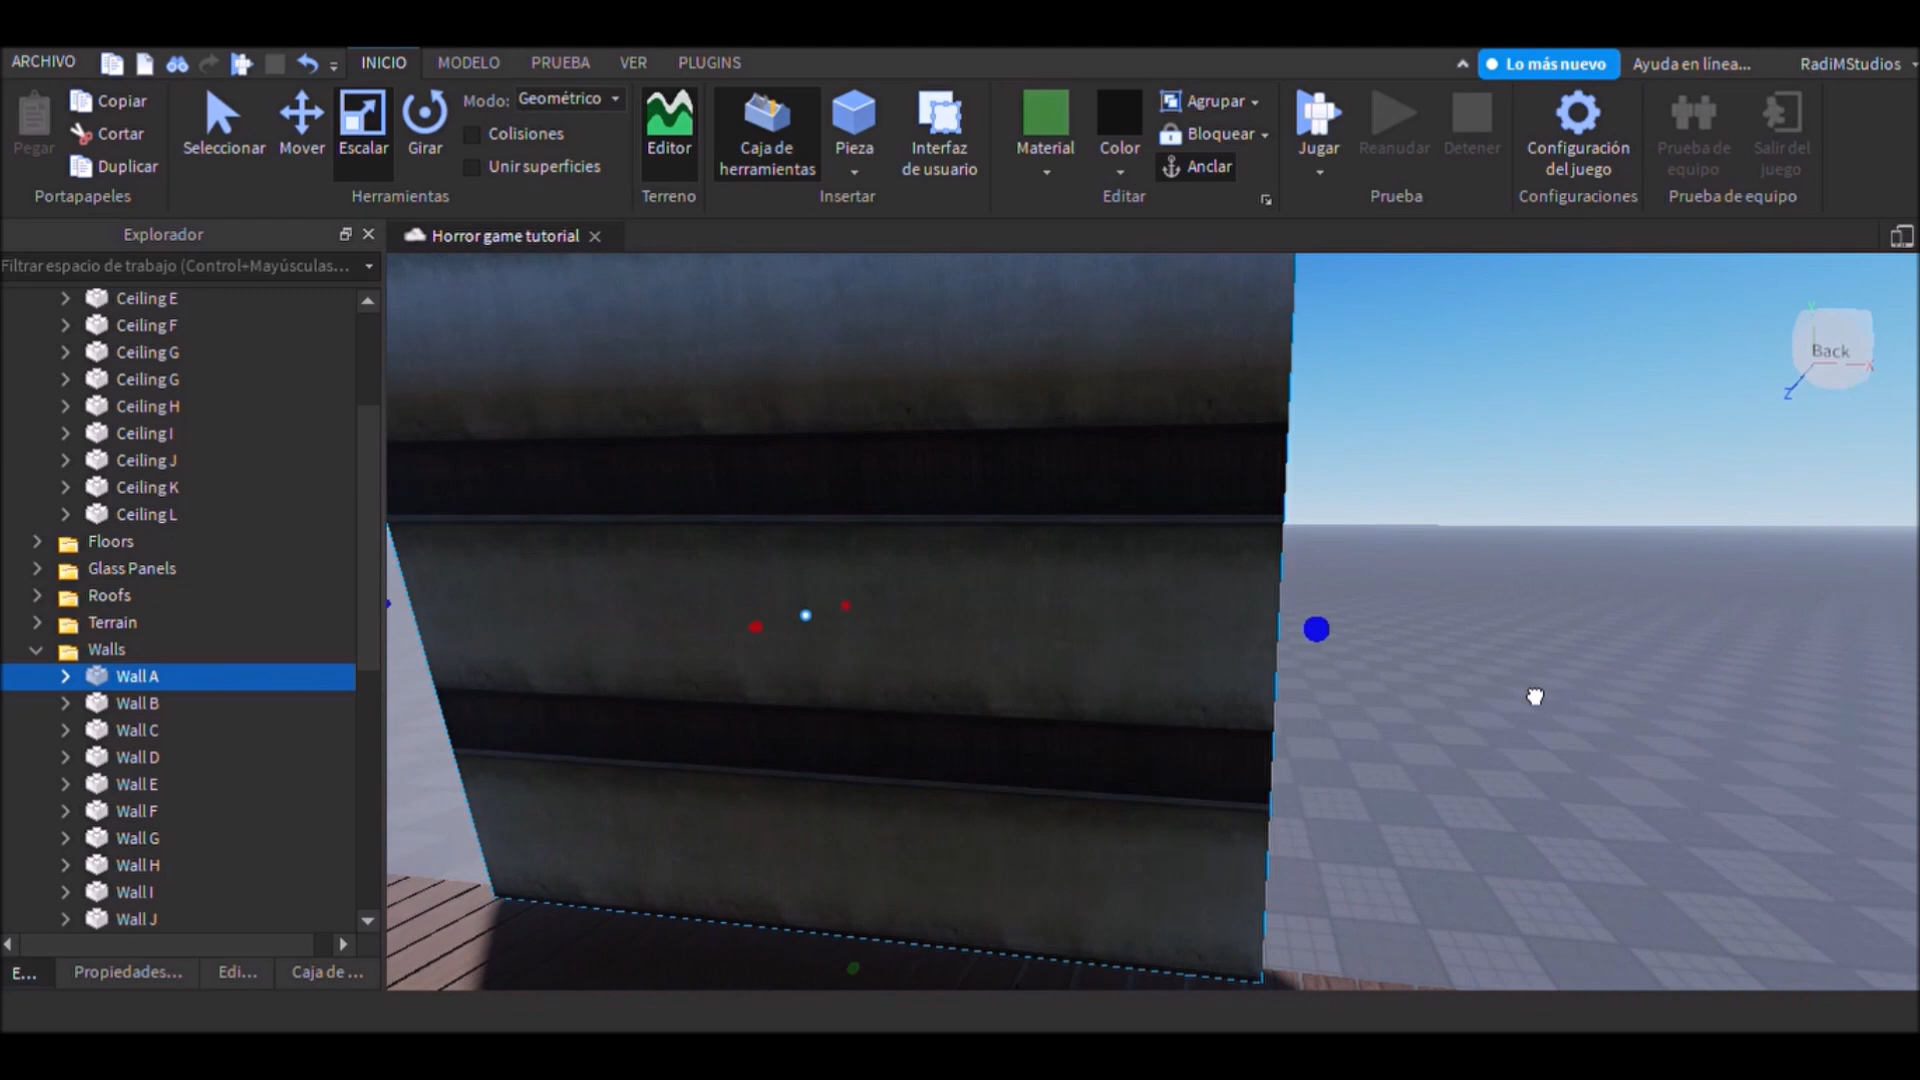 ARCHIVO
INICIO
MODELO
PRUEBA
VER
PLUGINS
Lo más nuevo
Ayuda en línea...
RadiMStudios
Pegar
Copiar
Cortar
Duplicar
Portapapeles
Seleccionar
Mover
Escalar
Girar
Modo: Geométrico
Colisiones
Unir superficies
Herramientas
Editor
Terreno
Caja de
herramientas
Pieza
Interfaz
de usuario
Insertar
Material
Color
Agrupar
Bloquear
Anclar
Editar
Jugar
Reanudar
Detener
Prueba
Configuración
del juego
Configuraciones
Prueba de
equipo
Salir del
juego
Prueba de equipo
Explorador
Horror game tutorial
Filtrar espacio de trabajo (Control+Mayúsculas...
Ceiling E
Ceiling F
Ceiling G
Ceiling G
Ceiling H
Ceiling I
Ceiling J
Ceiling K
Ceiling L
Floors
Glass Panels
Roofs
Terrain
Walls
Wall A
Wall B
Wall C
Wall D
Wall E
Wall F
Wall G
Wall H
Wall I
Wall J
E...
Propiedades...
Edi...
Caja de ...
Y
Back
X
Z